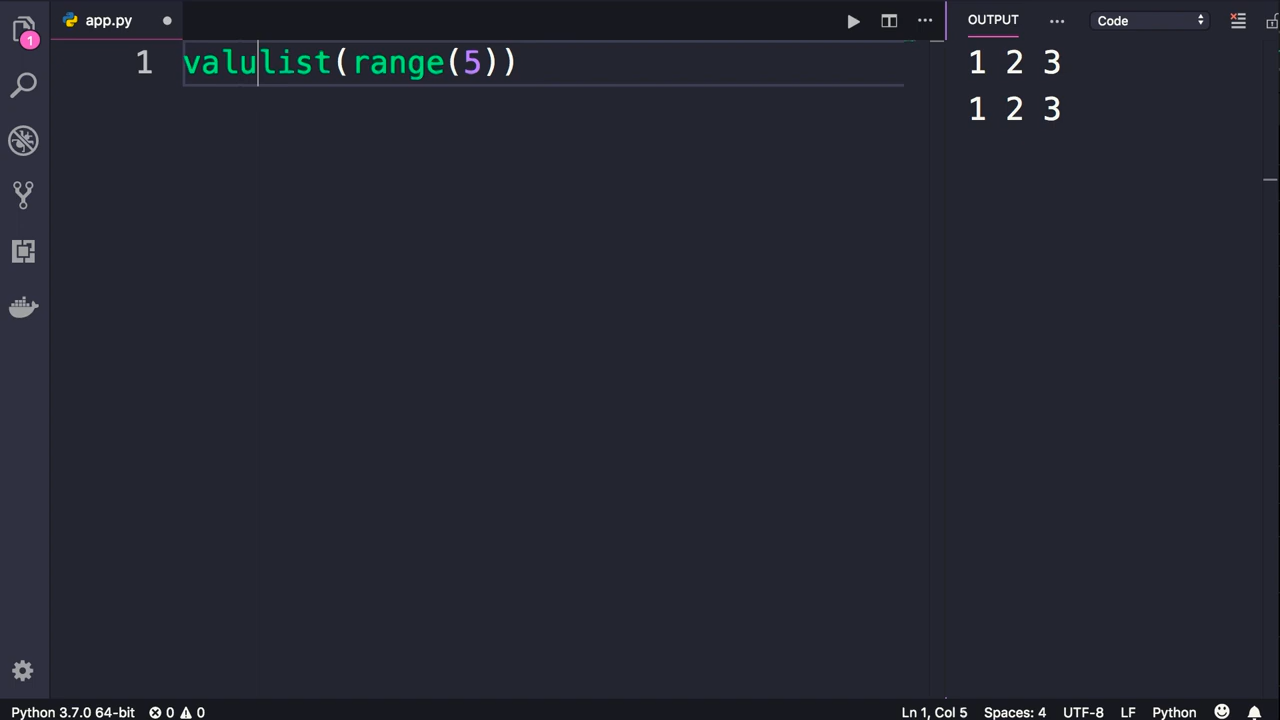 app.py
OUTPUT
Code
1
1 valulist(range(5))
1 2 3
1 2 3
Python 3.7.0 64-bit 0 0
Ln 1, Col 5 Spaces: 4 UTF-8 LF Python